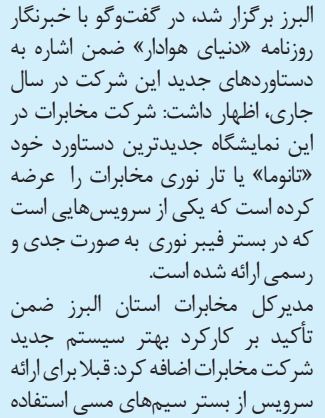 البرز برگزار شد، در گفت‌وگو با خبرنگار
روزنامه «دنیای هوادار» ضمن اشاره به
دستاوردهای جدید این شرکت در سال
جاری، اظهار داشت: شرکت مخابرات در
این نمایشگاه جدیدترین دستاورد خود
«تانوما» یا تار نوری مخابرات را عرضه
کرده است که یکی از سرویس‌هایی است
که در بستر فیبر نوری به صورت جدی و
رسمی ارائه شده است.
مدیرکل مخابرات استان البرز ضمن
تأکید بر کارکرد بهتر سیستم جدید
شرکت مخابرات اضافه کرد: قبلا برای ارائه
سرویس از بستر سیم‌های مسی استفاده